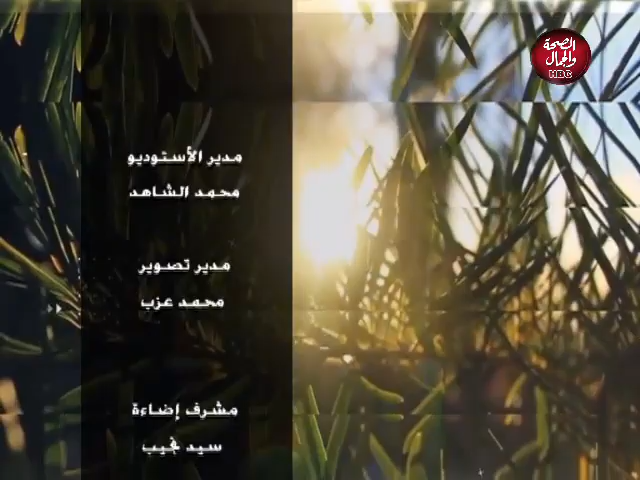 الصحة
والجمال
HBC
مدير الأستوديو
محمد الشاهد
مدير تصوير
محمد عزب
مشرف إضاءة
سيد نجيب